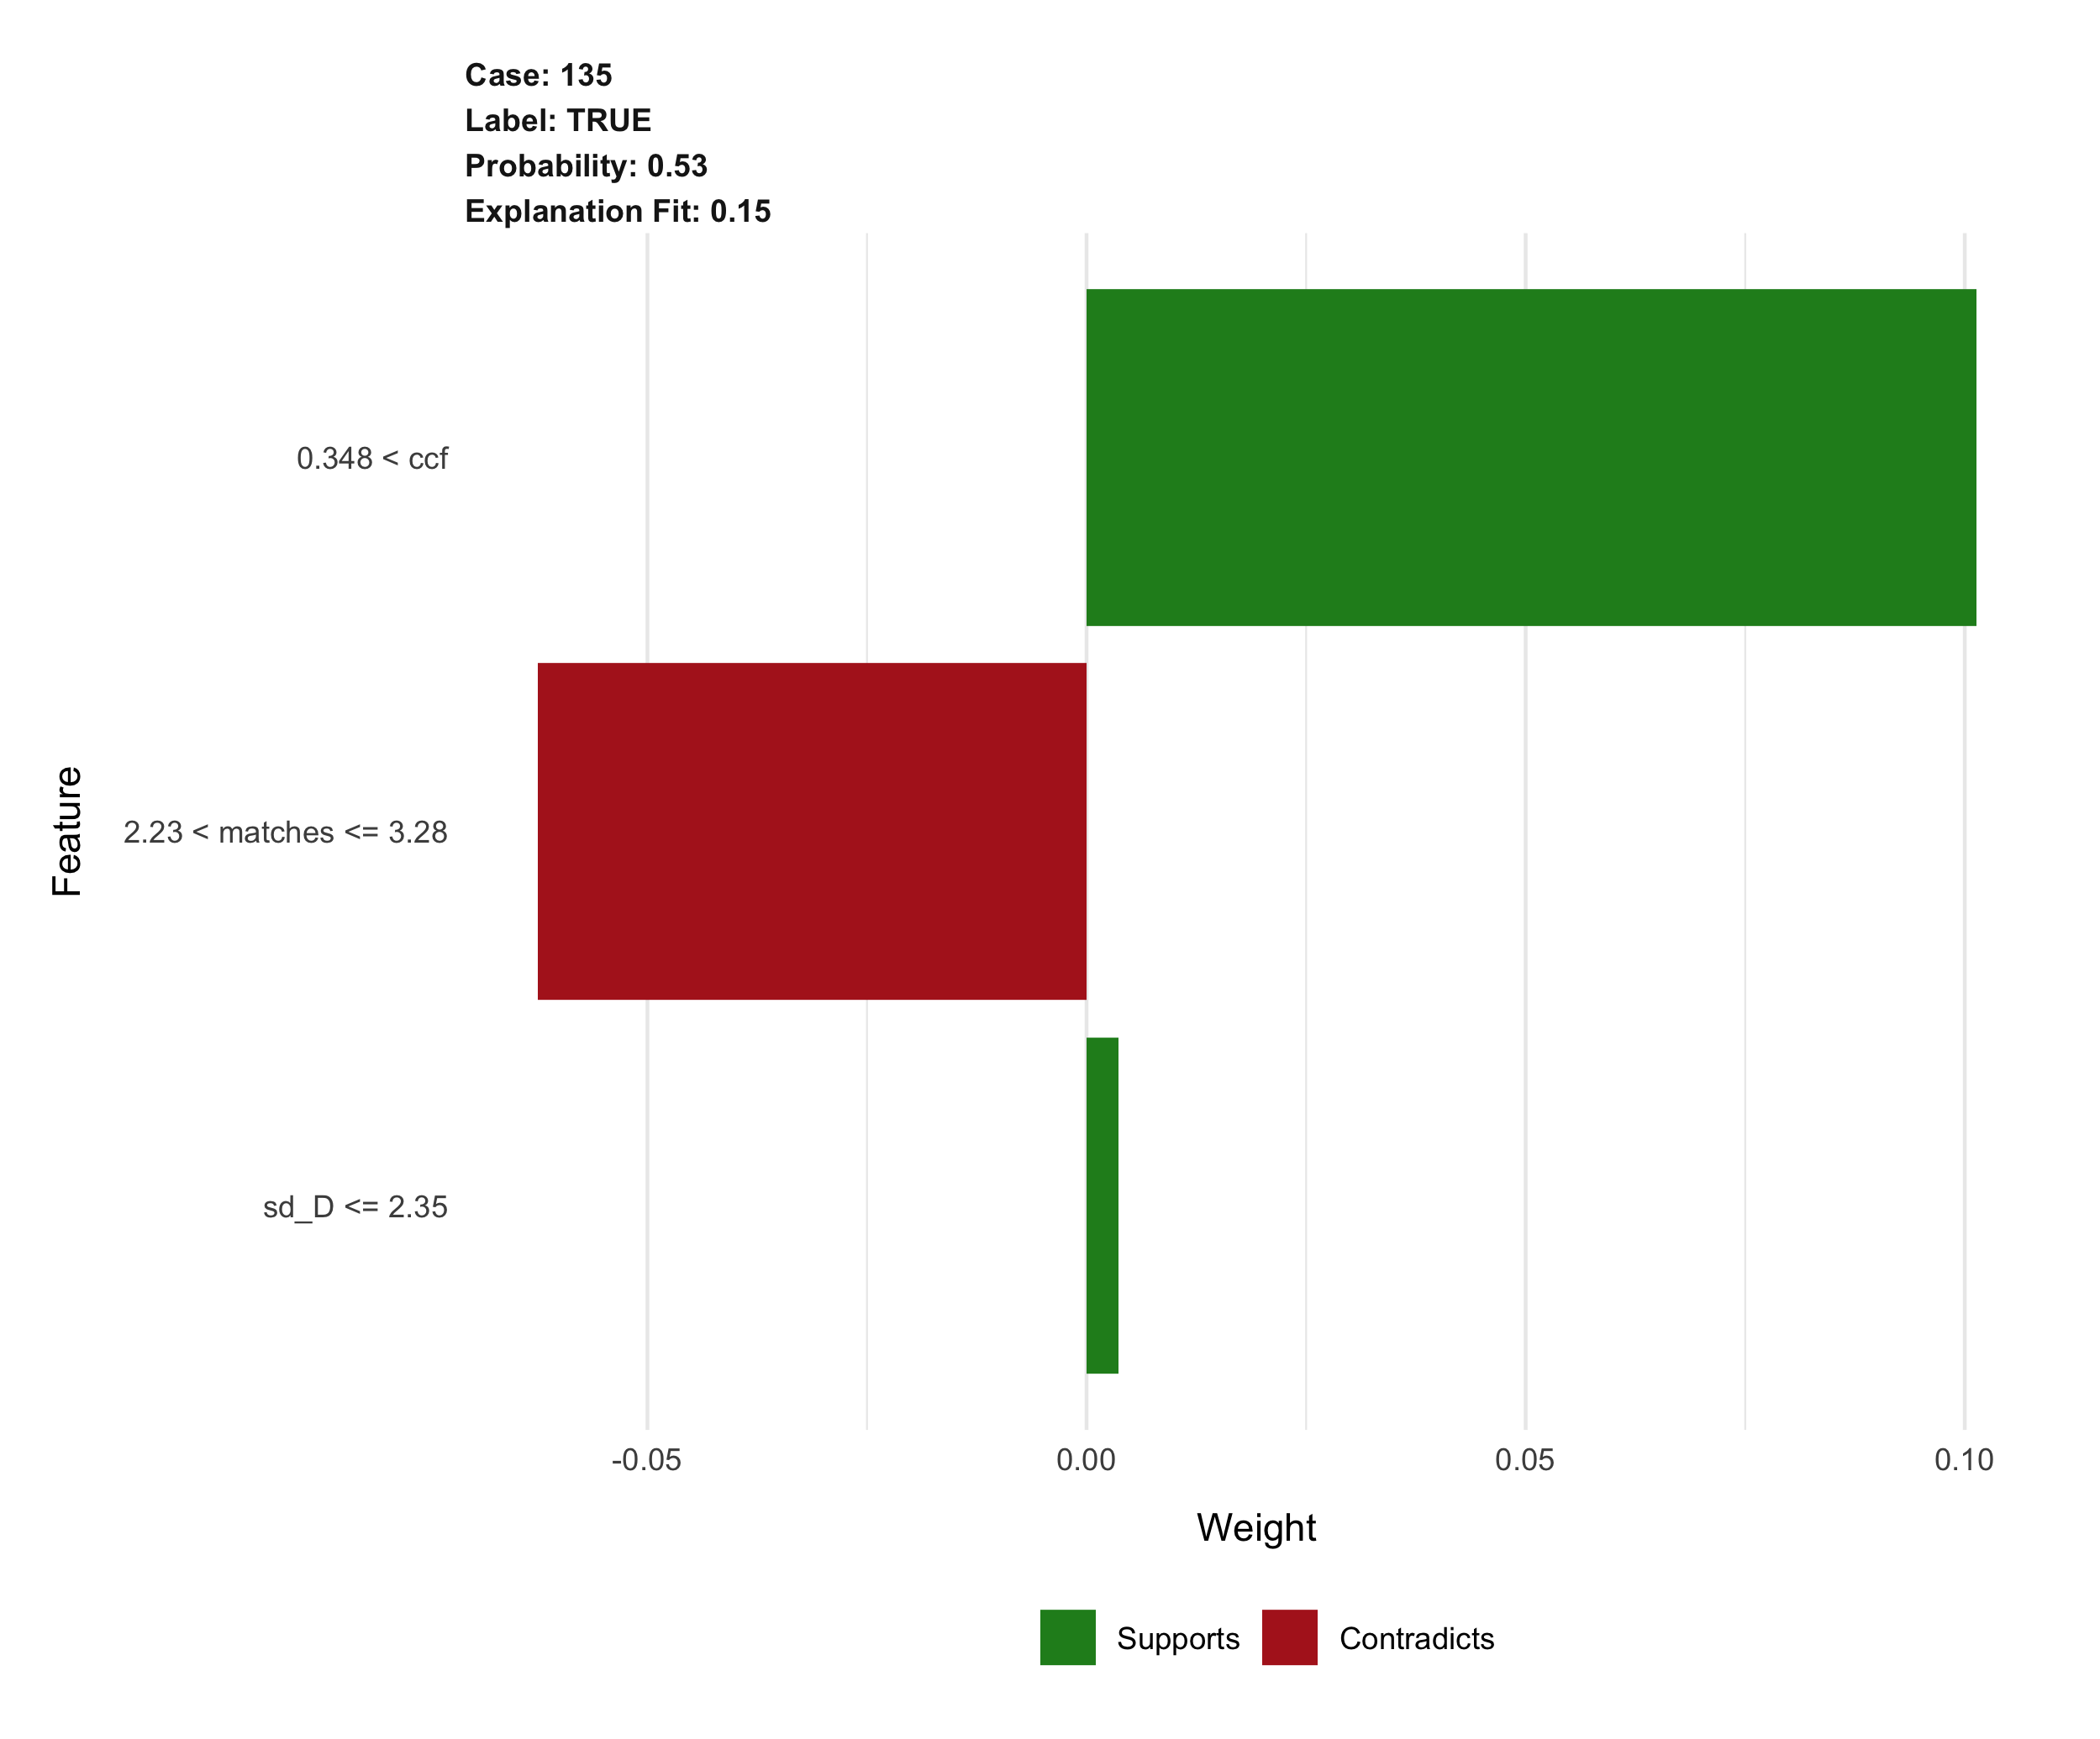 Case: 135
Label: TRUE
Probability: 0.53
Explanation Fit: 0.15
Feature
0.348 < ccf
2.23 < matches <= 3.28
sd_D <= 2.35
-0.05 0.00 0.05 0.10
Weight
Supports Contradicts